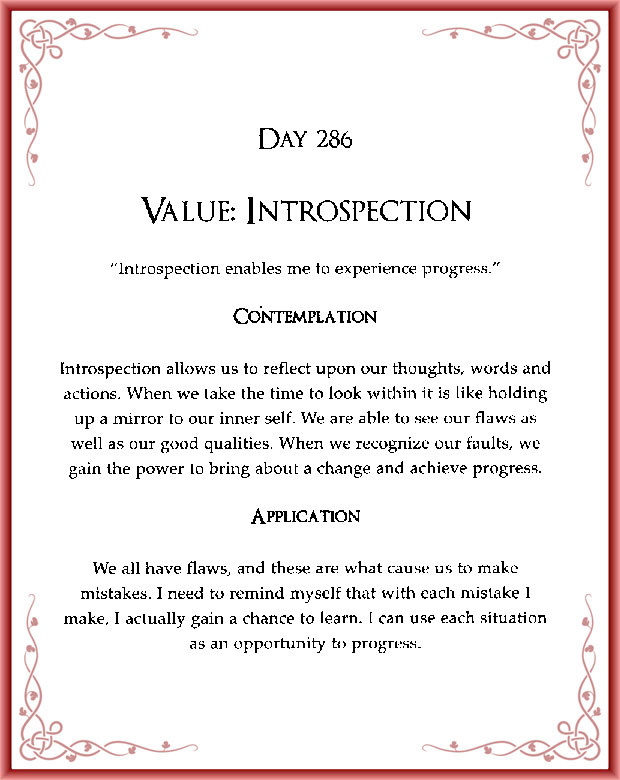 Day 286
Value: Introspection
"Introspection enables me to experience progress."
Contemplation
Introspection allows us to reflect upon our thoughts, words and
actions. When we take the time to look within it is like holding
up a mirror to our inner self. We are able to see our flaws as
well as our good qualities. When we recognize our faults, we
gain the power to bring about a change and achieve progress.
Application
We all have flaws, and these are what cause us to make
mistakes. I need to remind myself that with each mistake I
make, I actually gain a chance to learn. I can use each situation
as an opportunity to progress.